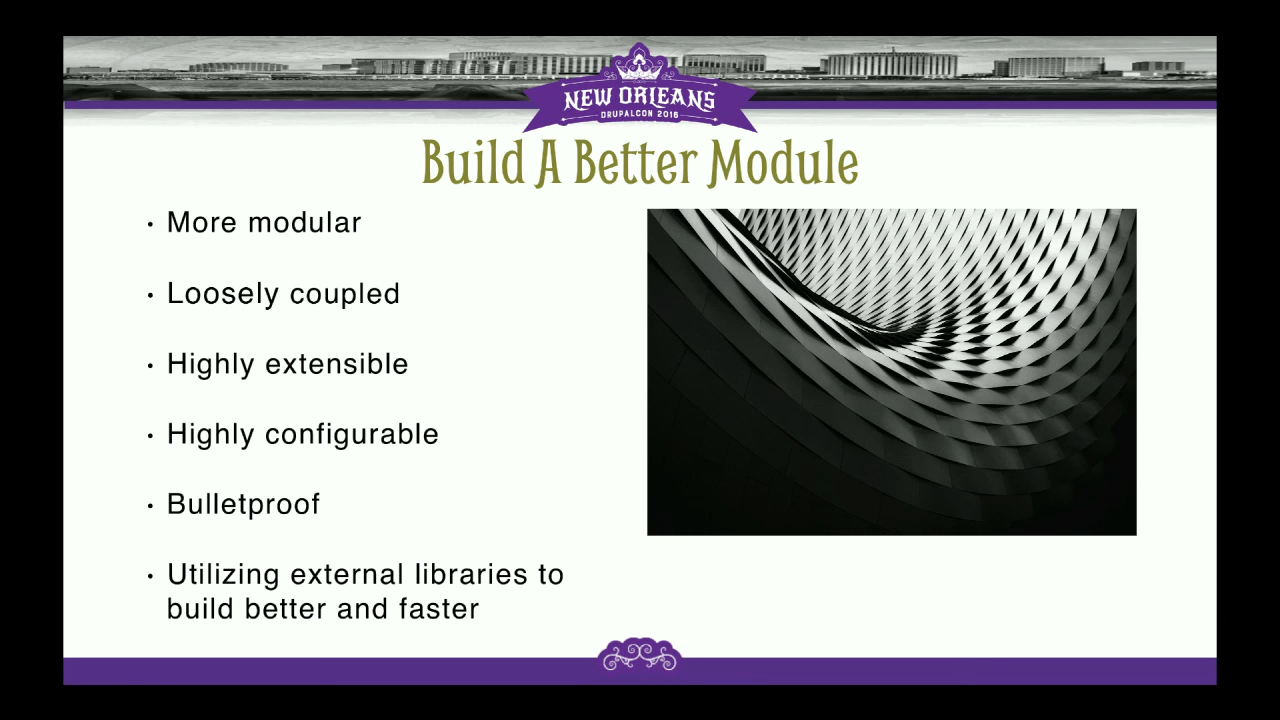 NEW ORLEANS
DRUPALCON 2016
Build A Better Module
• More modular
• Loosely coupled
• Highly extensible
• Highly configurable
• Bulletproof
• Utilizing external libraries to
build better and faster